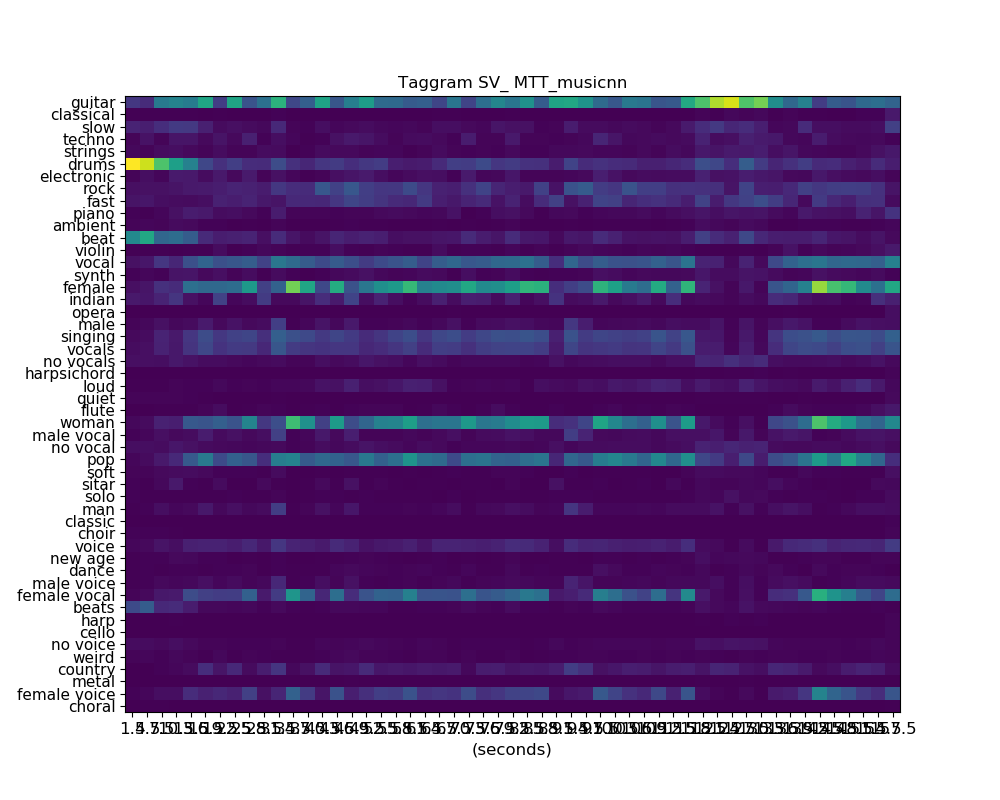 Taggram SV_ MTT_musicnn
guitar
classical
slow
techno
strings
drums
electronic
rock
fast
piano
ambient
beat
violin
vocal
synth
female
indian
opera
male
singing
vocals
no vocals
harpsichord
loud
quiet
flute
woman
male vocal
no vocal
pop
soft
sitar
solo
man
classic
choir
voice
new age
dance
male voice
female vocal
beats
harp
cello
no voice
weird
country
metal
female voice
choral
(seconds)